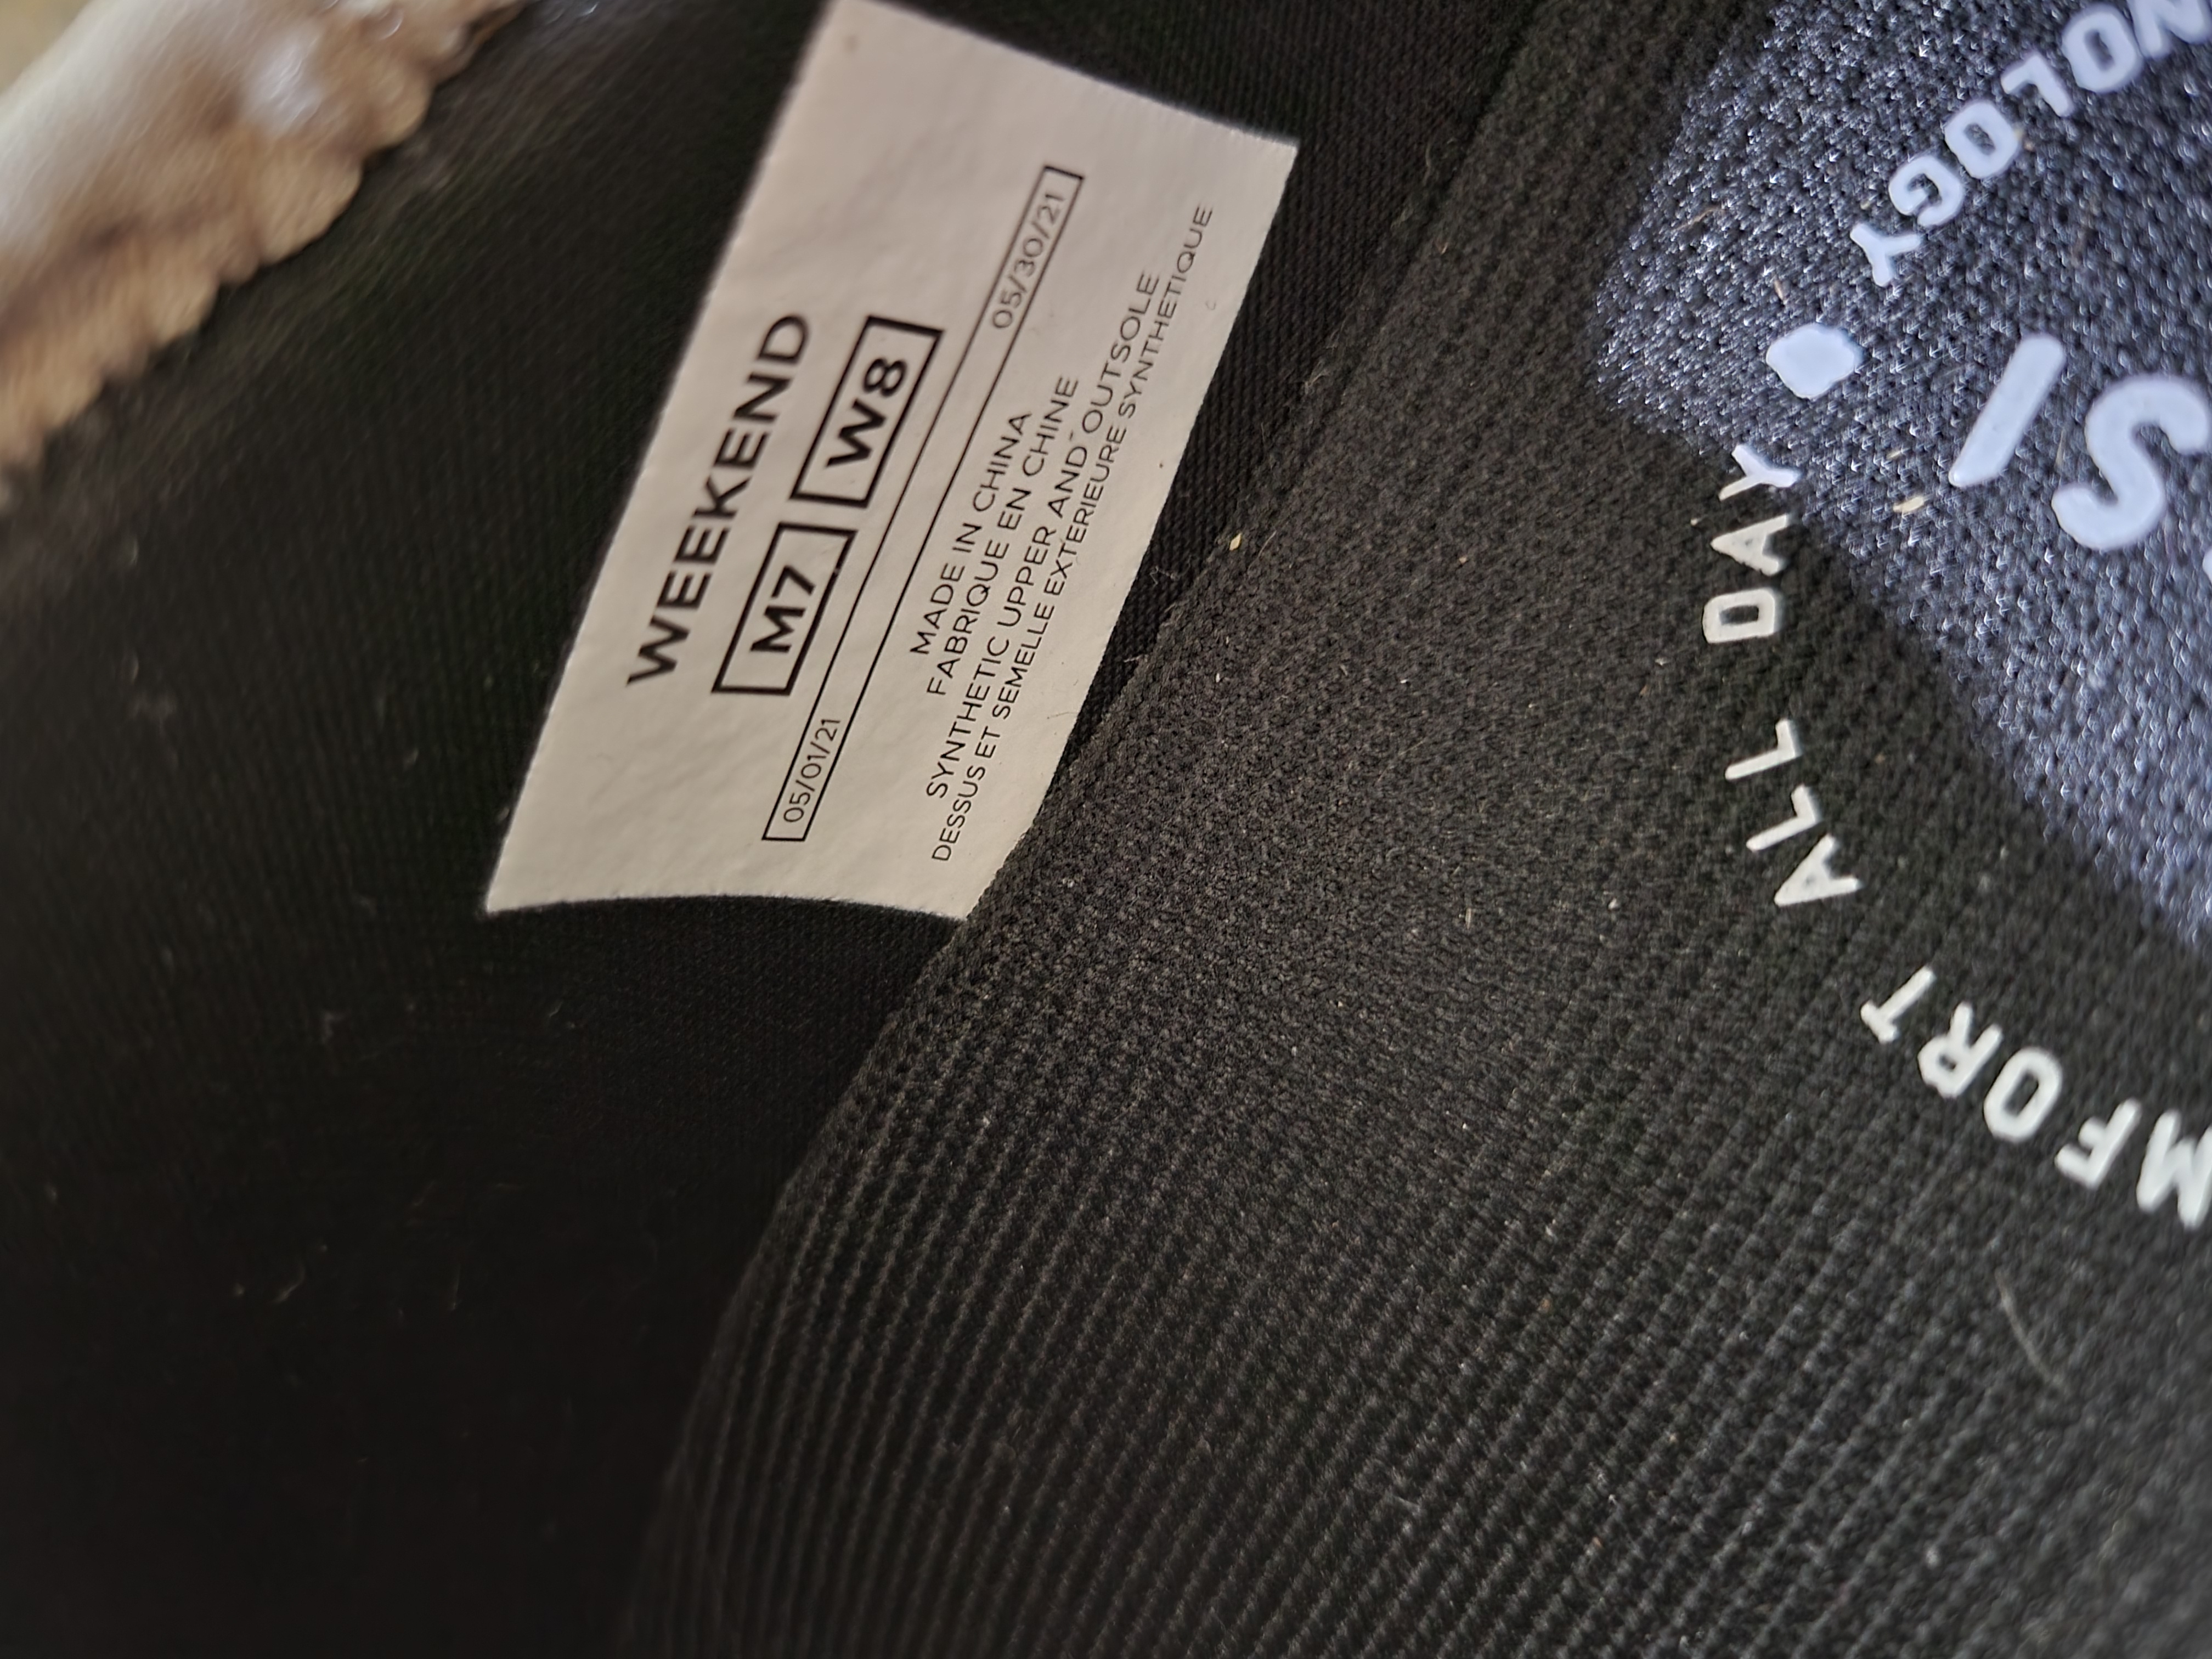 WEEKEND
M7 W8
05/01/21 05/30/21
MADE IN CHINA
FABRIQUE EN CHINE
SYNTHETIC UPPER AND OUTSOLE
DESSUS ET SEMELLE EXTERIEURE SYNTHETIQUE
ALL DAY